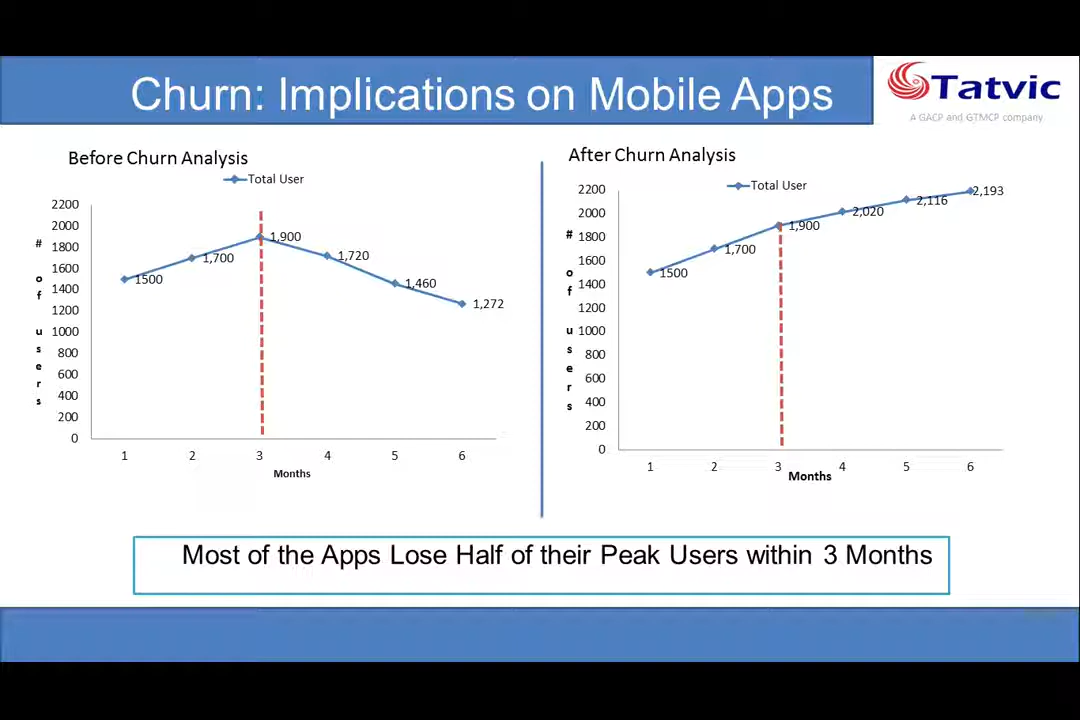 Churn: Implications on Mobile Apps
Tatvic
A GACP and GTMCP company
Before Churn Analysis
Total User
2200
2000
1800
1600
1400
1200
1000
800
600
400
200
0
# of users
1500
1,700
1,900
1,720
1,460
1,272
1 2 3 4 5 6
Months
After Churn Analysis
Total User
2200
2000
1800
1600
1400
1200
1000
800
600
400
200
0
# of users
1500
1,700
1,900
2,020
2,116
2,193
1 2 3 4 5 6
Months
Most of the Apps Lose Half of their Peak Users within 3 Months